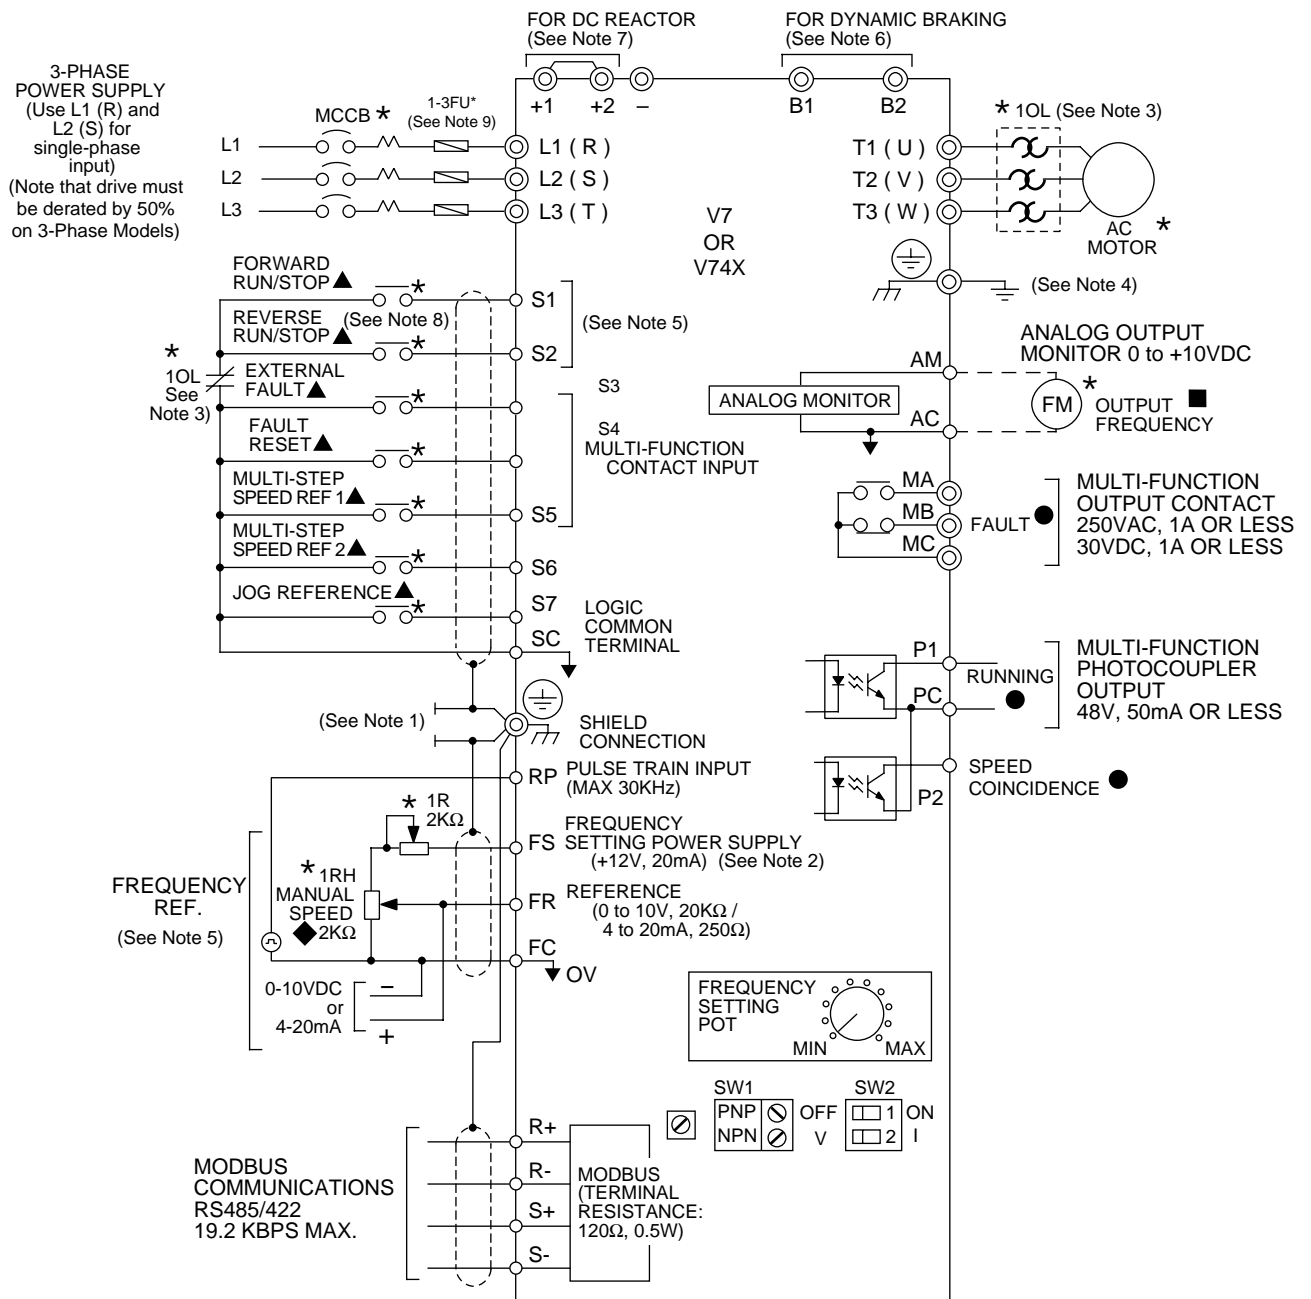 FOR DC REACTOR
(See Note 7)
FOR DYNAMIC BRAKING
(See Note 6)
3-PHASE
POWER SUPPLY
(Use L1 (R) and
L2 (S) for
single-phase
input)
(Note that drive must
be derated by 50%
on 3-Phase Models)
+1
+2
−
B1
B2
MCCB *
1-3FU*
(See Note 9)
L1
L2
L3
L1 ( R )
L2 ( S )
L3 ( T )
V7
OR
V74X
T1 ( U )
T2 ( V )
T3 ( W )
* 1OL (See Note 3)
AC
MOTOR *
(See Note 4)
FORWARD
RUN/STOP▲
*
S1
(See Note 8)
(See Note 5)
REVERSE
RUN/STOP▲
*
S2
*
1OL
See
Note 3)
EXTERNAL
FAULT▲
*
S3
FAULT
RESET▲
*
S4
MULTI-FUNCTION
CONTACT INPUT
MULTI-STEP
SPEED REF 1▲
*
S5
MULTI-STEP
SPEED REF 2▲
*
S6
JOG REFERENCE▲
*
S7
SC
LOGIC
COMMON
TERMINAL
ANALOG OUTPUT
MONITOR 0 to +10VDC
AM
ANALOG MONITOR
AC
FM
*
OUTPUT ■
FREQUENCY
MA
MB
MC
FAULT ●
MULTI-FUNCTION
OUTPUT CONTACT
250VAC, 1A OR LESS
30VDC, 1A OR LESS
P1
RUNNING
●
PC
MULTI-FUNCTION
PHOTOCOUPLER
OUTPUT
48V, 50mA OR LESS
P2
SPEED
COINCIDENCE ●
(See Note 1)
SHIELD
CONNECTION
RP
PULSE TRAIN INPUT
(MAX 30KHz)
* 1R
2KΩ
FS
FREQUENCY
SETTING POWER SUPPLY
(+12V, 20mA) (See Note 2)
FREQUENCY
REF.
(See Note 5)
* 1RH
MANUAL
SPEED
◆2KΩ
FR
REFERENCE
(0 to 10V, 20KΩ /
4 to 20mA, 250Ω)
FC
OV
0-10VDC
or
4-20mA
−
+
FREQUENCY
SETTING
POT
MIN
MAX
SW1
PNP
NPN
OFF
V
SW2
1
2
ON
I
MODBUS
COMMUNICATIONS
RS485/422
19.2 KBPS MAX.
R+
R-
S+
S-
MODBUS
(TERMINAL
RESISTANCE:
120Ω, 0.5W)